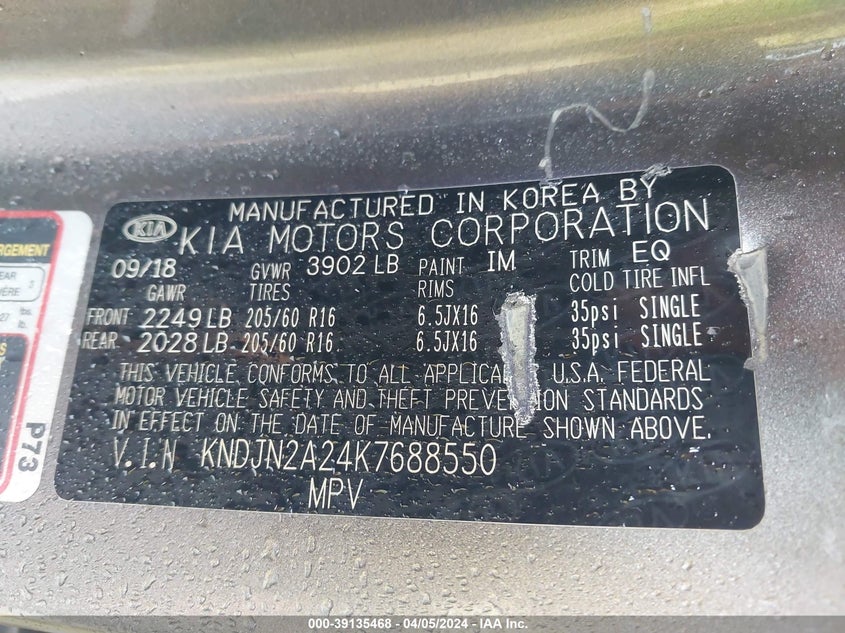 MANUFACTURED IN KOREA BY
KIA KIA MOTORS CORPORATION
09/18 GVWR 3902 LB PAINT IM TRIM EQ
GAWR TIRES RIMS COLD TIRE INFL
FRONT 2249 LB 205/60 R16 6.5JX16 35psi SINGLE
REAR 2028 LB 205/60 R16 6.5JX16 35psi SINGLE
THIS VEHICLE CONFORMS TO ALL U.S.A. FEDERAL
MOTOR VEHICLE SAFETY AND THEFT STANDARDS
IN EFFECT ON THE DATE OF MANUFACTURE SHOWN ABOVE.
V.I.N KNDJN2A24K7688550
MPV
P73
000-39135468 - 04/05/2024 - IAA Inc.